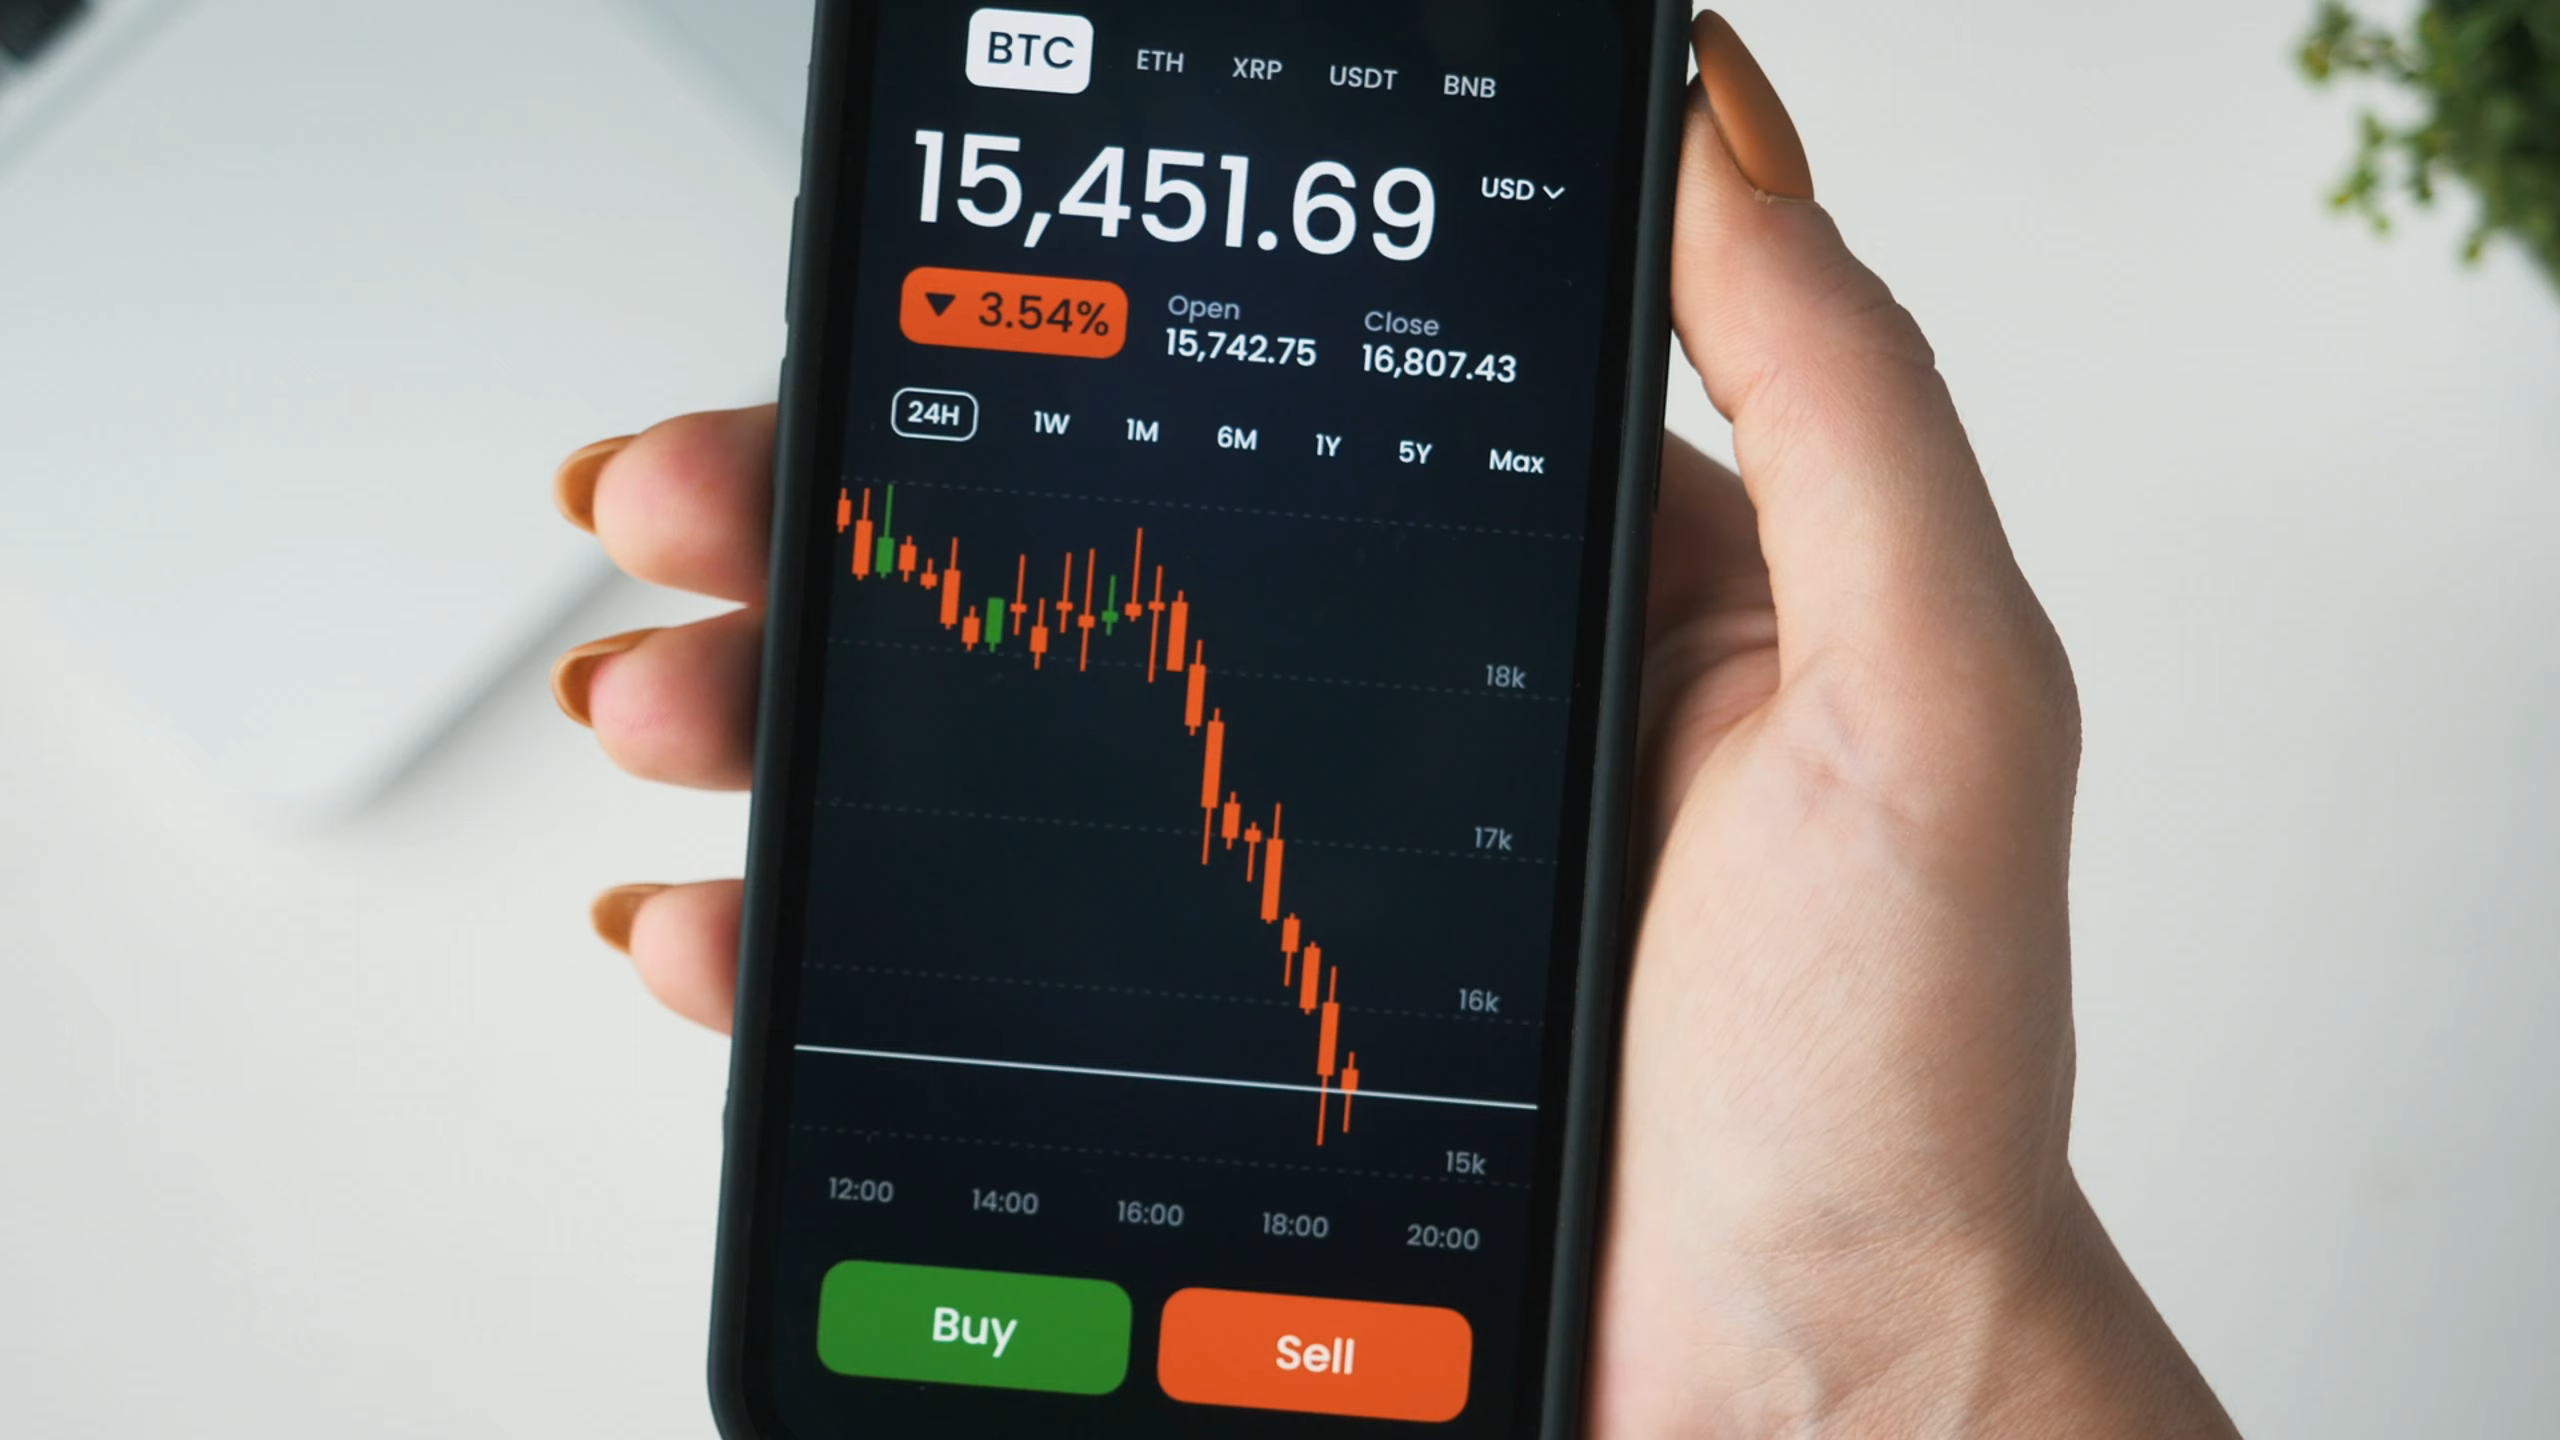 BTC ETH XRP USDT BNB
15,451.69 USD
3.54%
Open Close
15,742.75 16,807.43
24H 1W 1M 6M 1Y 5Y Max
18k
17k
16k
15k
12:00 14:00 16:00 18:00 20:00
Buy Sell